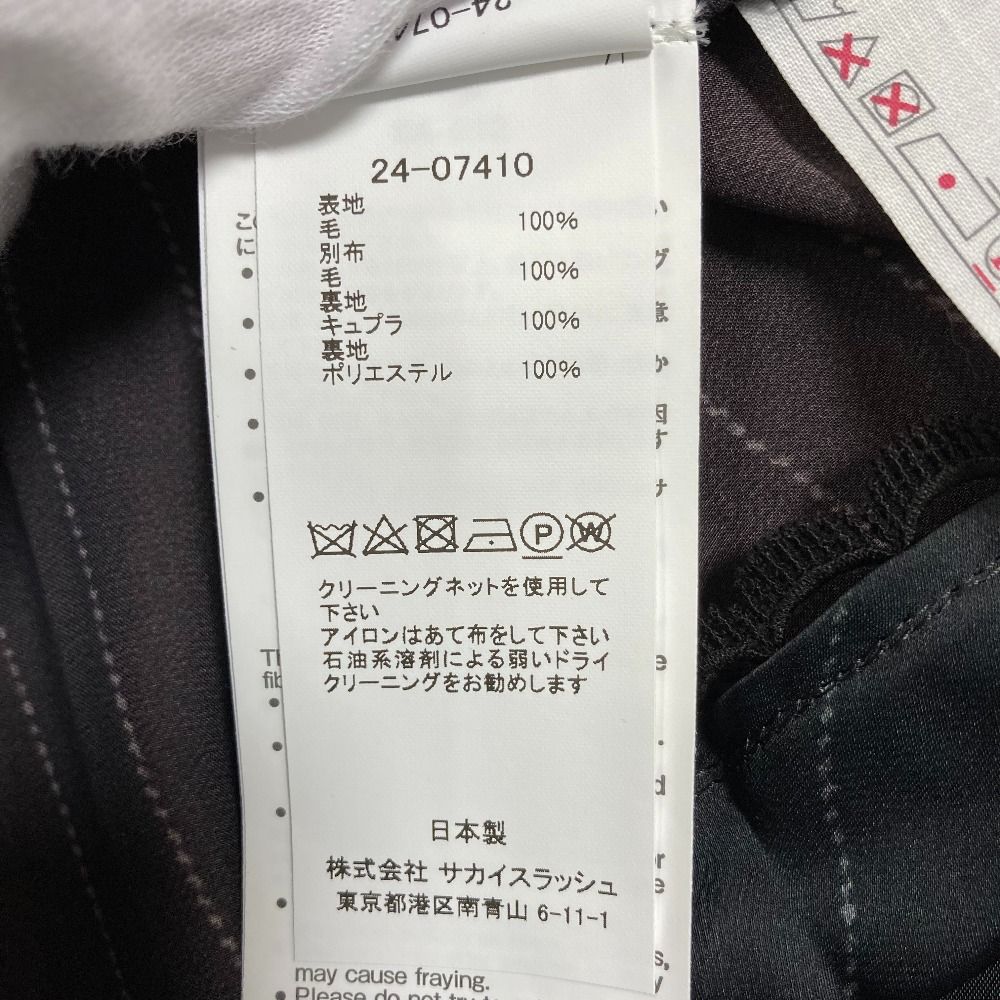 24-07410
表地
毛 100%
別布
毛 100%
裏地
キュプラ 100%
裏地
ポリエステル 100%
P W
クリーニングネットを使用して
下さい
アイロンはあて布をして下さい
石油系溶剤による弱いドライ
クリーニングをお勧めします
日本製
株式会社 サカイスラッシュ
東京都港区南青山 6-11-1
may cause fraying.
• Please do not try